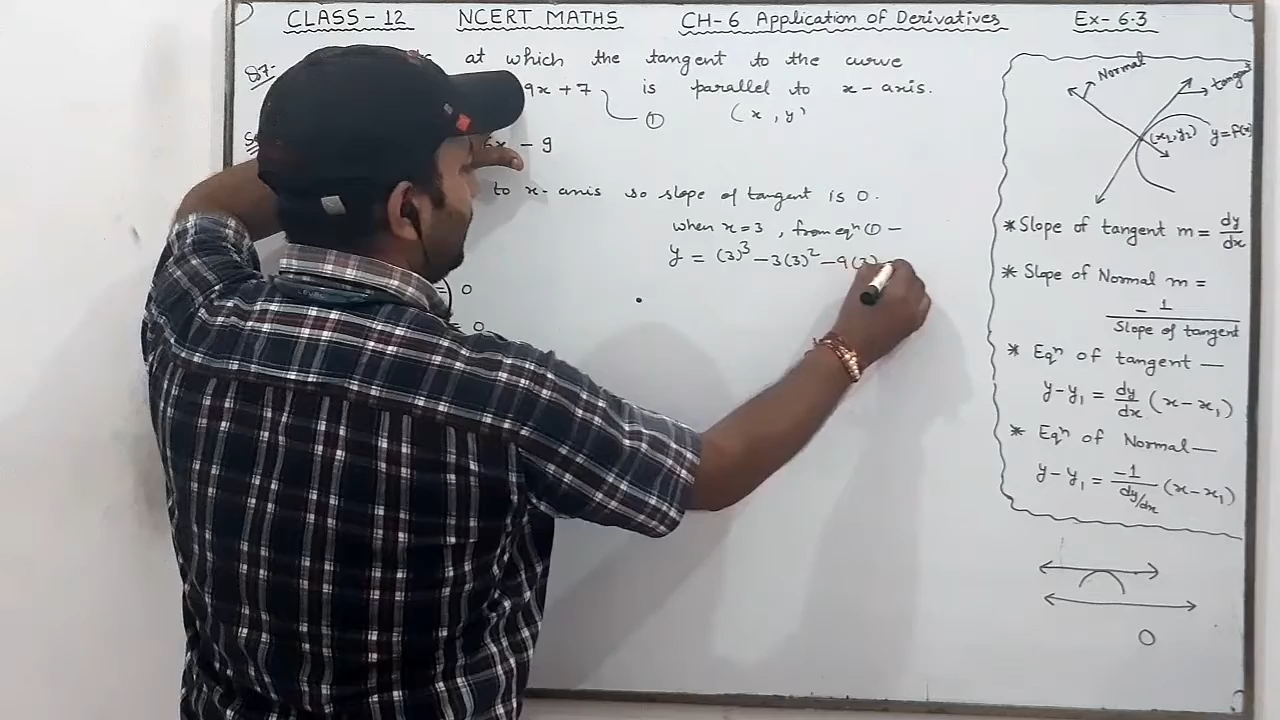 CLASS-12 NCERT MATHS CH-6 Application of Derivatives Ex-6.3
Q7- at which the tangent to the curve
9x+7 is parallel to x-axis.
① (x, y)
6x - 9
to x-axis so slope of tangent is 0.
when x=3, from eqⁿ ① -
y = (3)³ - 3(3)² - 9(3)
= 0
= 0
Normal
tangent
y=f(x)
*Slope of tangent m = dy/dx
* Slope of Normal m =
-1/Slope of tangent
* Eqⁿ of tangent —
y-y₁ = dy/dx (x-x₁)
* Eqⁿ of Normal —
y-y₁ = -1/dy/dx (x-x₁)
0